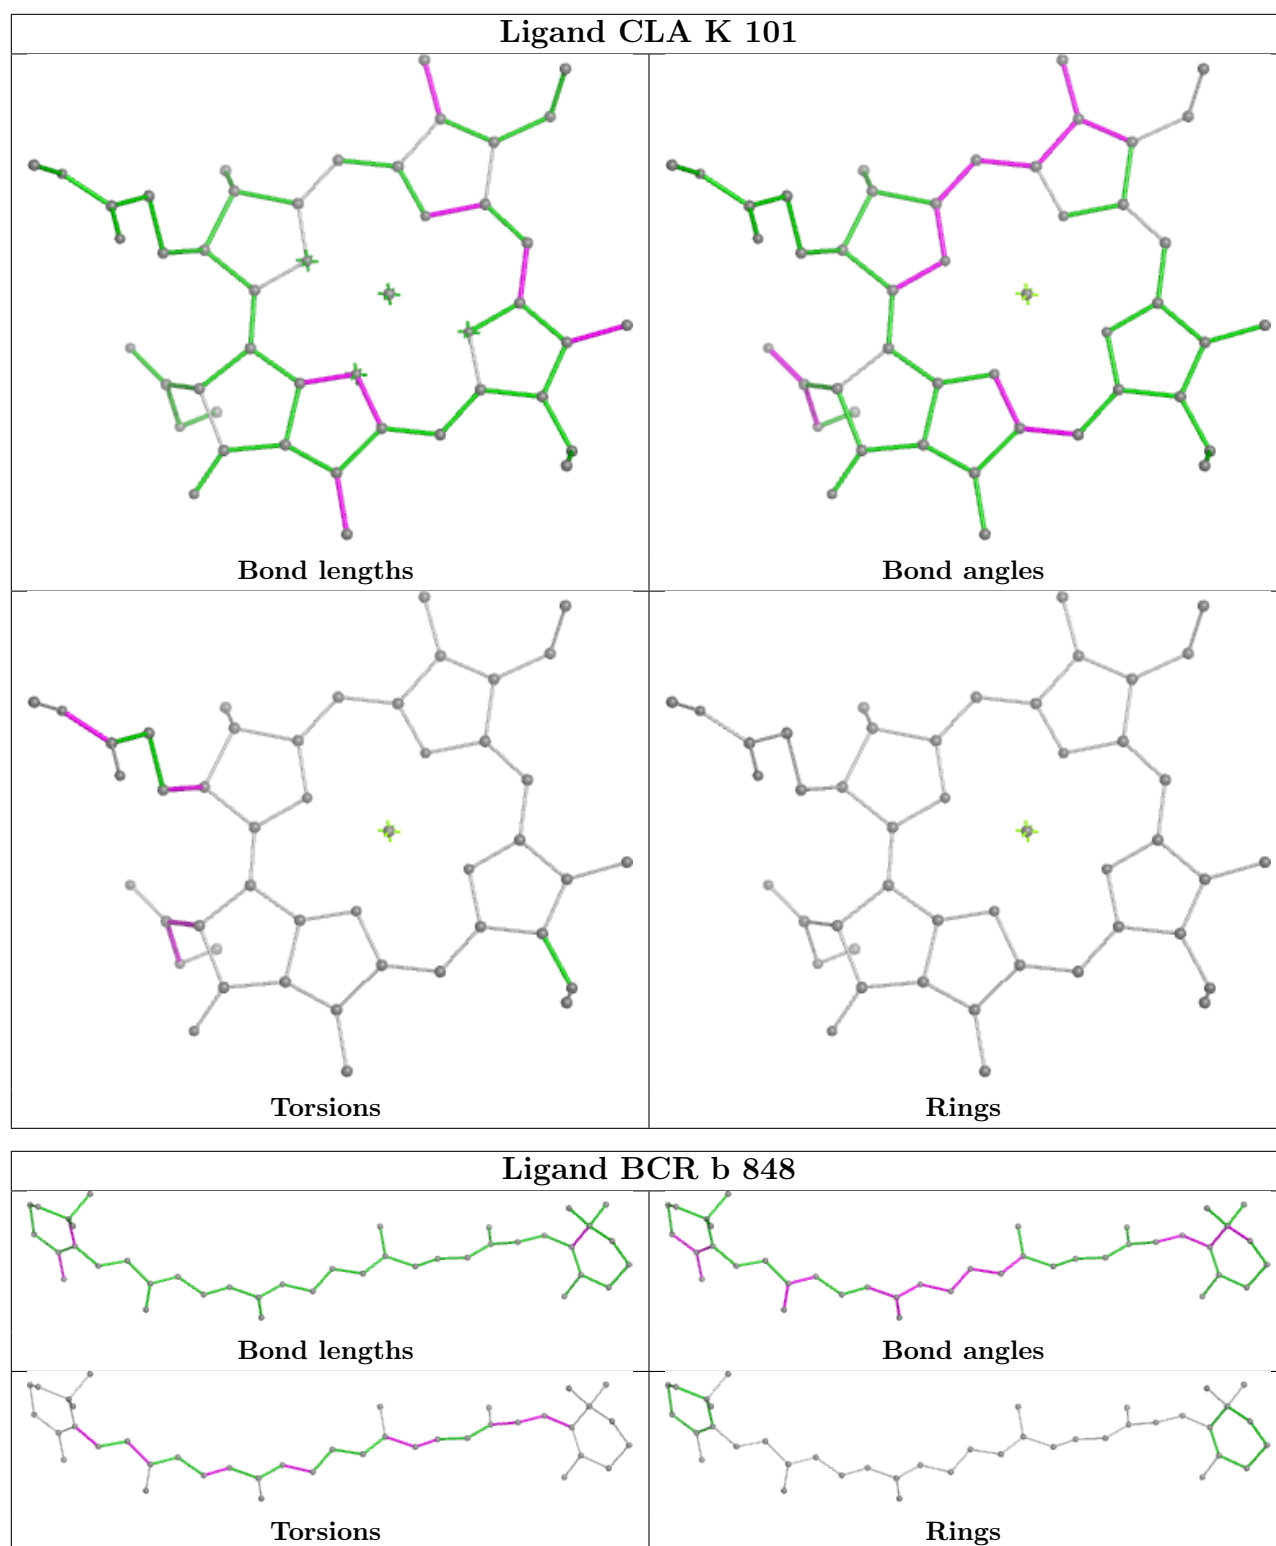 Ligand CLA K 101
Bond lengths
Bond angles
Torsions
Rings
Ligand BCR b 848
Bond lengths
Bond angles
Torsions
Rings